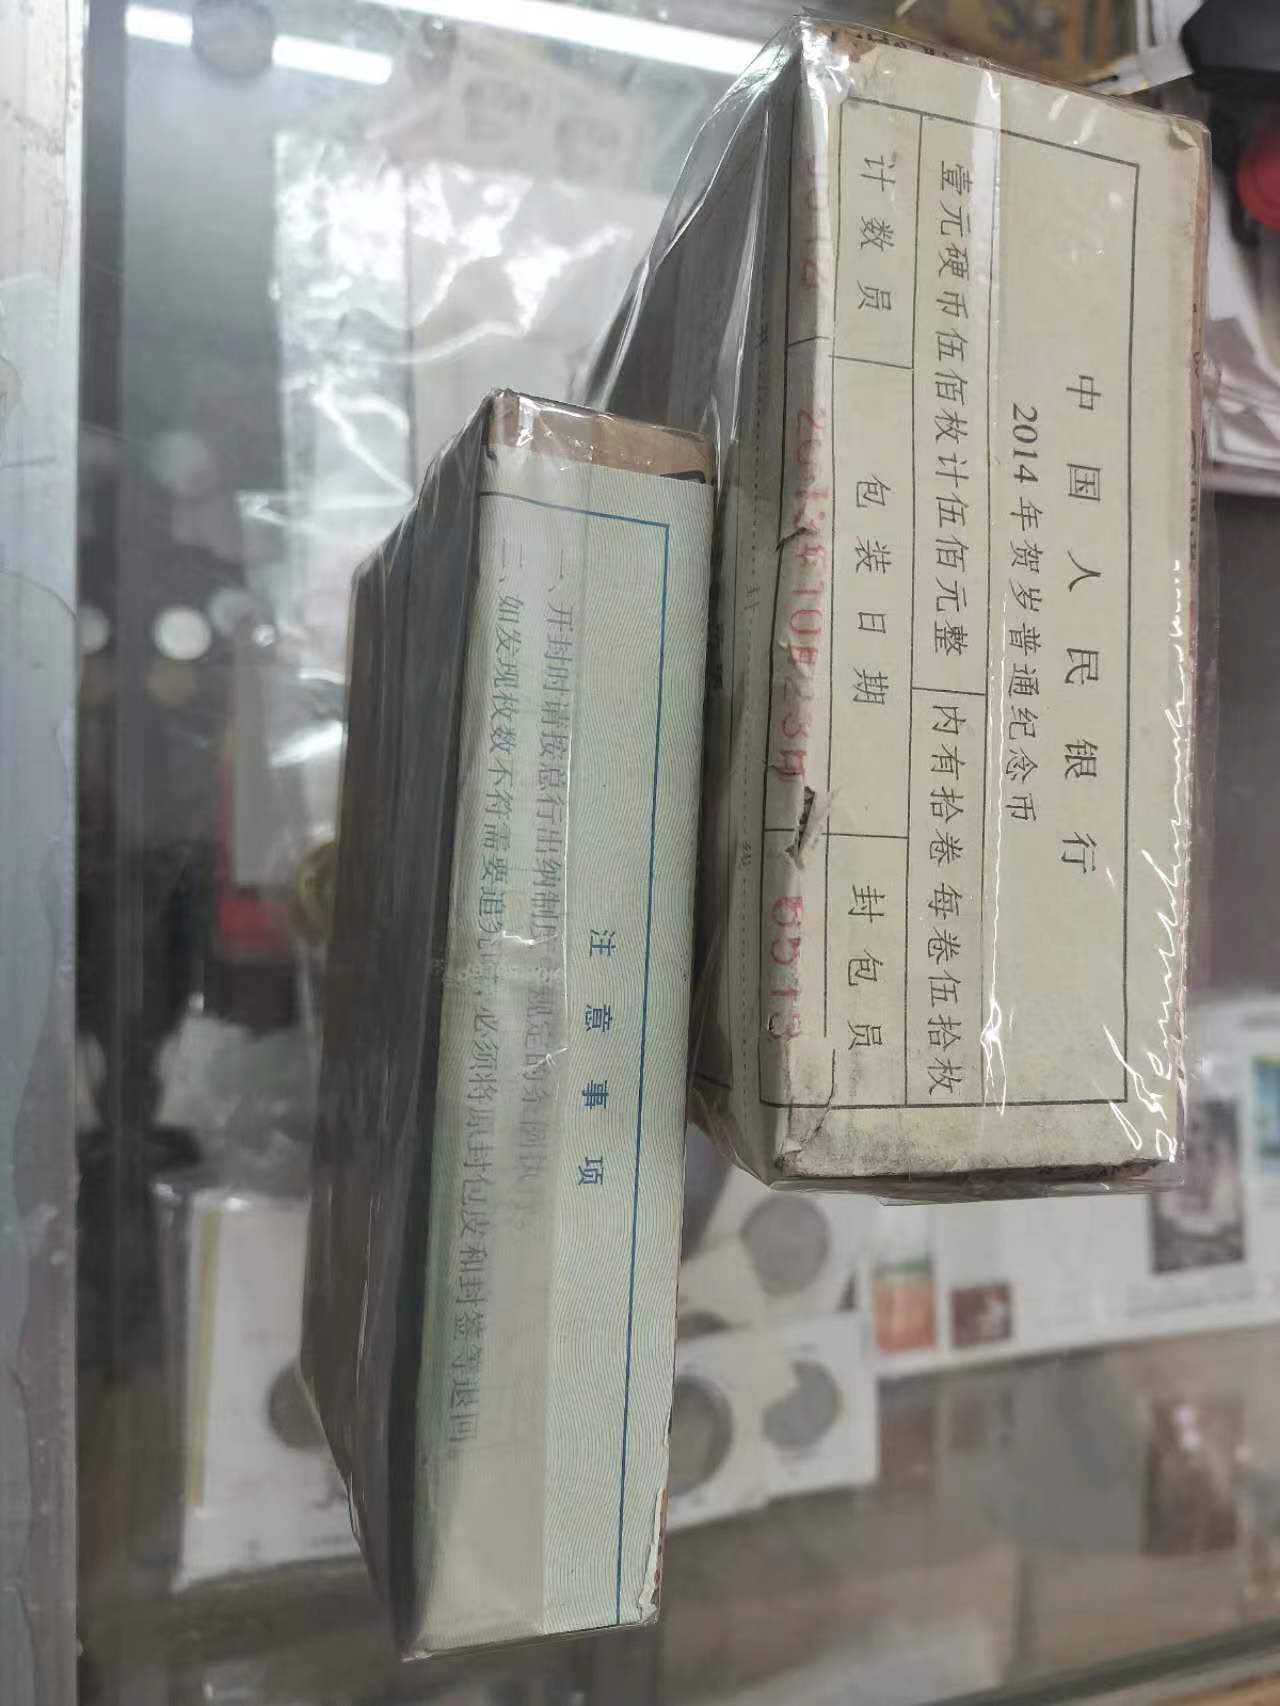 中国人民银行
2014年贺岁普通纪念币
壹元硬币伍佰枚计伍佰元整 内有拾卷每卷伍拾枚
计数员 包装日期 封包员
注意事项
一、开封时请按总行出纳制度 规定的条例执行。
二、如发现枚数不符需要追究时,必须将原封包皮和封签等退回